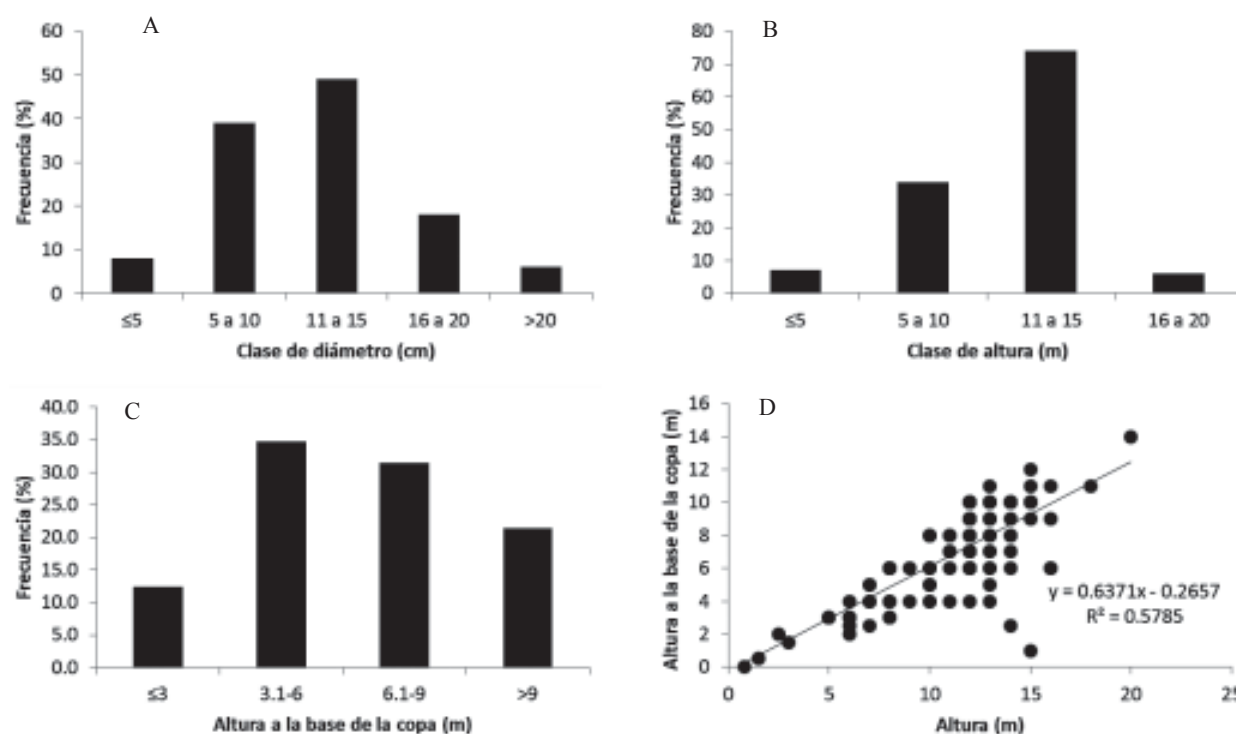 A
Frecuencia (%)
60
50
40
30
20
10
0
≤5 5 a 10 11 a 15 16 a 20 >20
Clase de diámetro (cm)
B
Frecuencia (%)
80
70
60
50
40
30
20
10
0
≤5 5 a 10 11 a 15 16 a 20
Clase de altura (m)
C
Frecuencia (%)
40.0
35.0
30.0
25.0
20.0
15.0
10.0
5.0
0.0
≤3 3.1-6 6.1-9 >9
Altura a la base de la copa (m)
D
Altura a la base de la copa (m)
16
14
12
10
8
6
4
2
0
y = 0.6371x - 0.2657
R² = 0.5785
0 5 10 15 20 25
Altura (m)